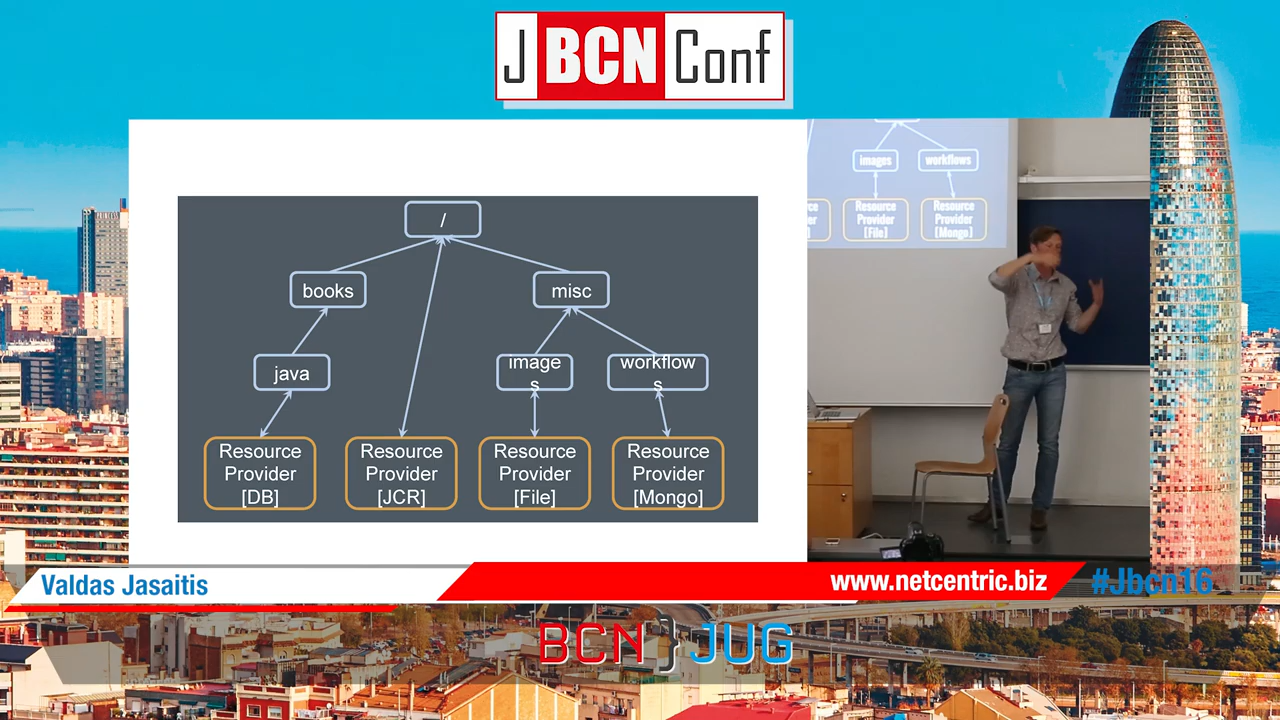 J BCN Conf
/
books
misc
java
image
s
workflow
s
Resource
Provider
[DB]
Resource
Provider
[JCR]
Resource
Provider
[File]
Resource
Provider
[Mongo]
images
workflows
Resource
Provider
[File]
Resource
Provider
[Mongo]
Valdas Jasaitis
www.netcentric.biz
#Jbcn16
BCN JUG